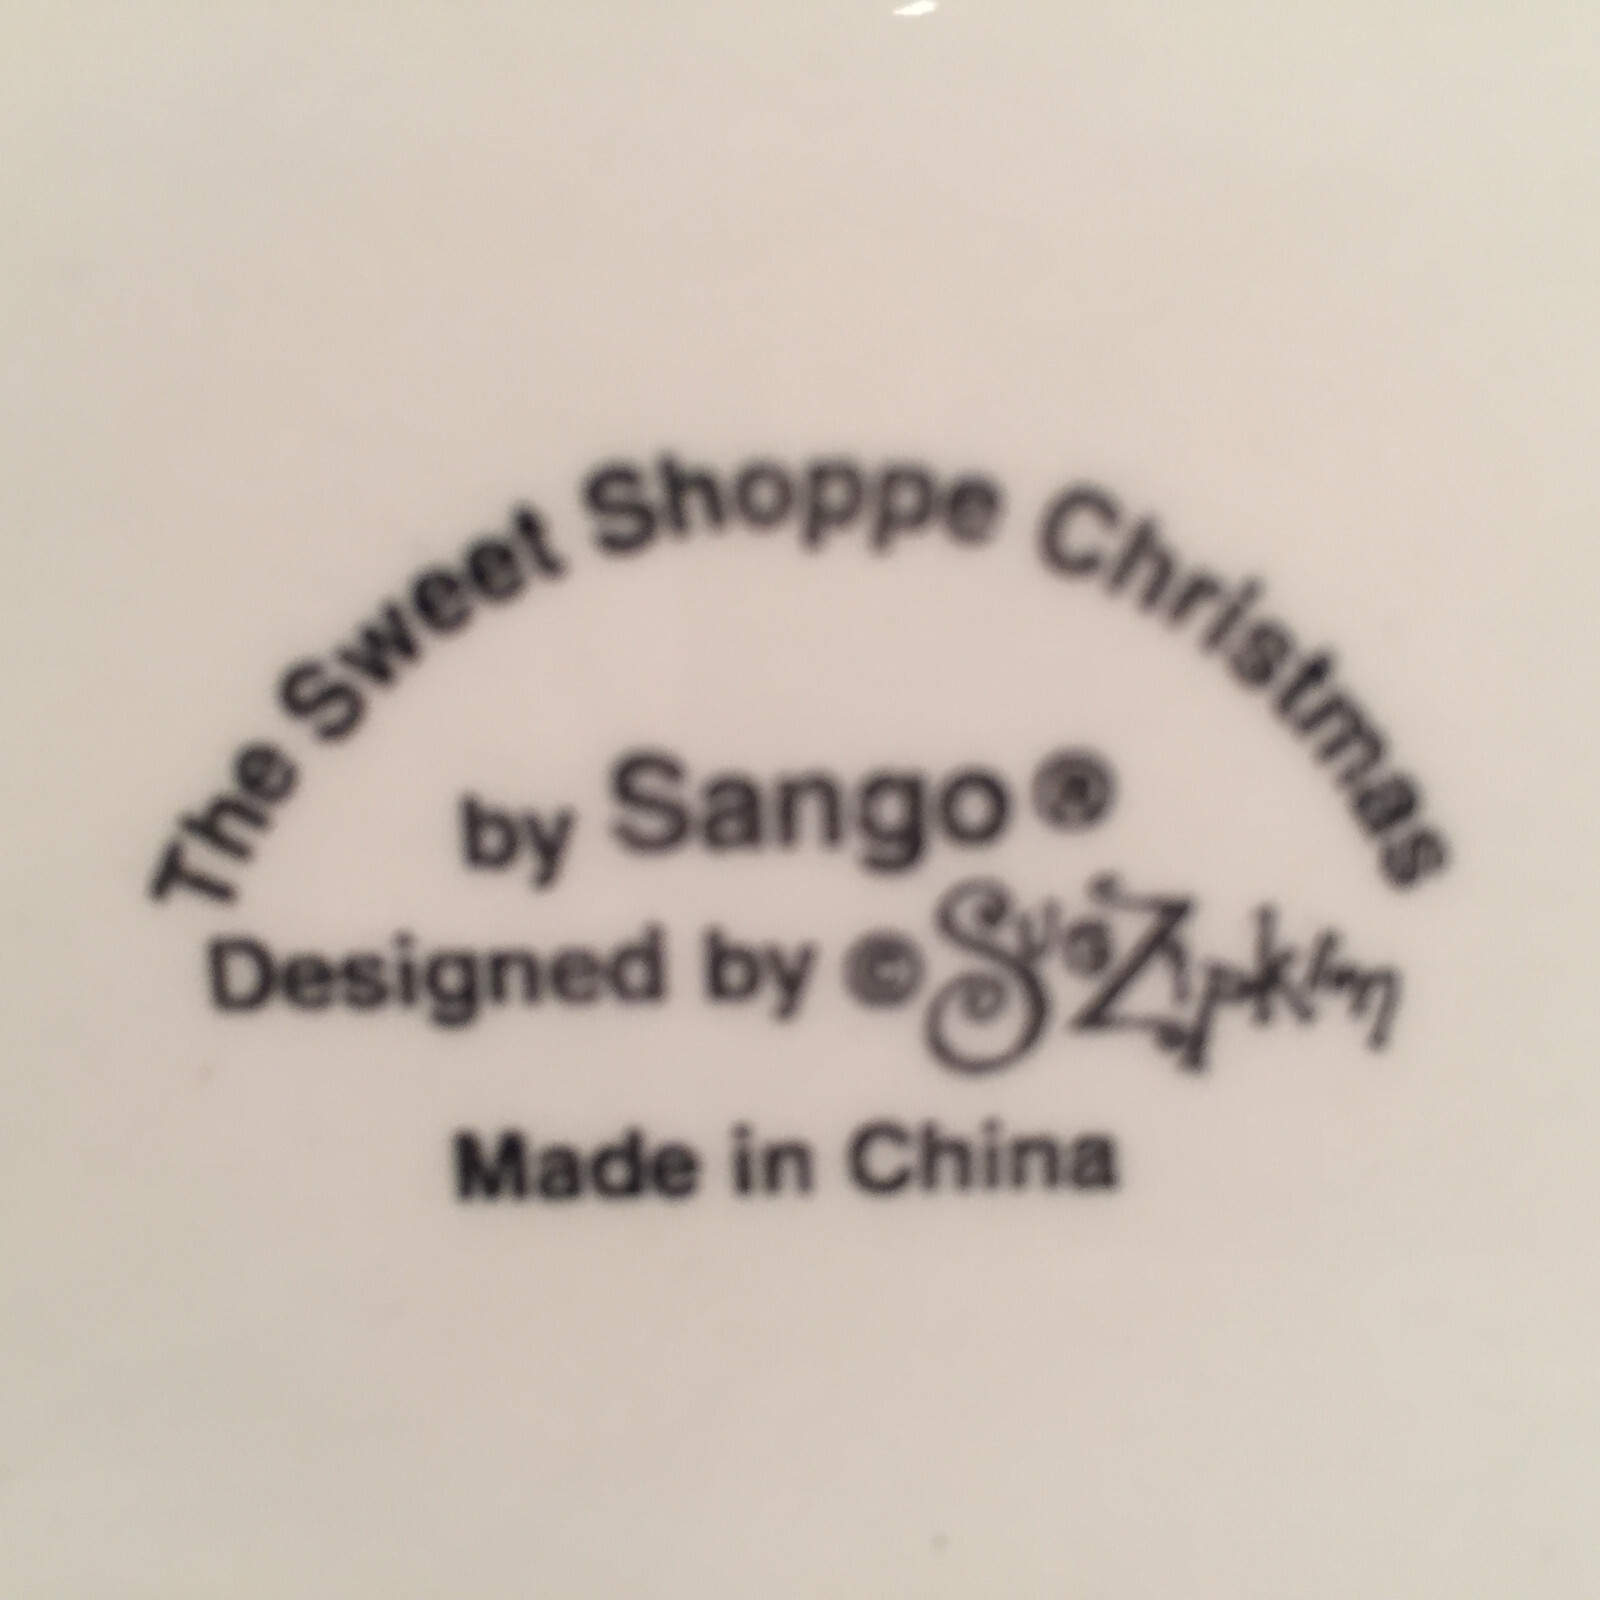 The Sweet Shoppe Christmas
by Sango®
Designed by © Sue Zipkin
Made in China